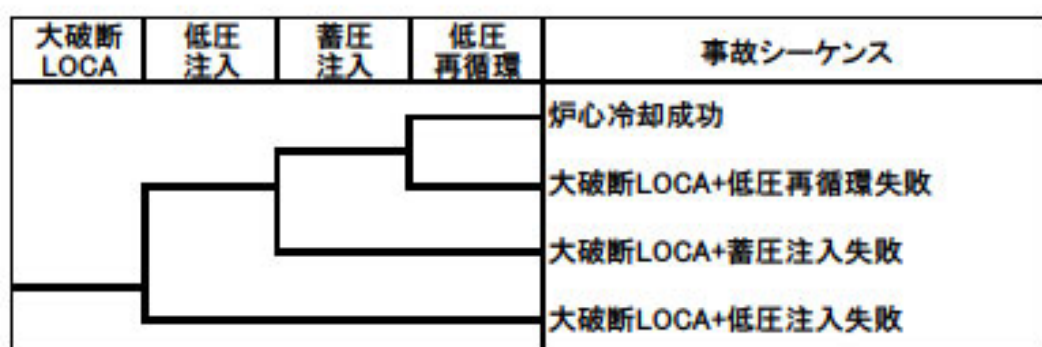 大破断
LOCA
低圧
注入
蓄圧
注入
低圧
再循環
事故シーケンス
炉心冷却成功
大破断LOCA+低圧再循環失敗
大破断LOCA+蓄圧注入失敗
大破断LOCA+低圧注入失敗